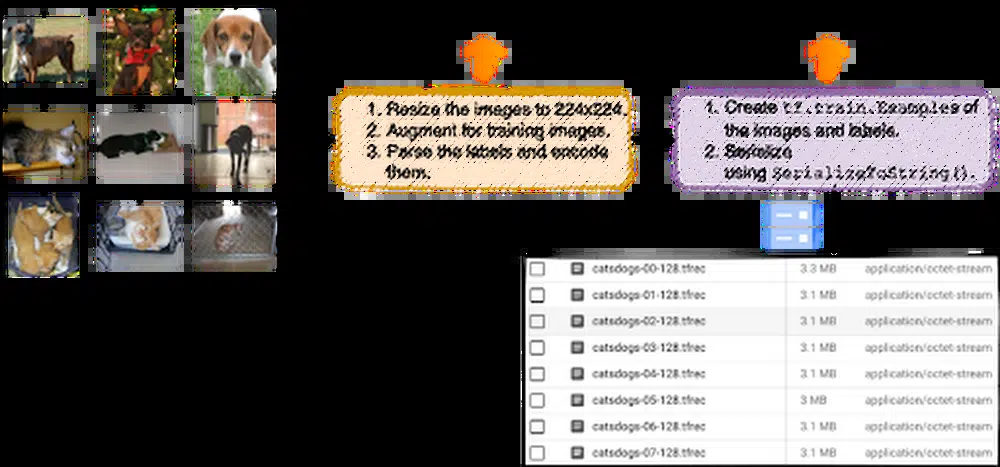 1. Resize the images to 224x224.
2. Augment for training images.
3. Parse the labels and encode
them.
1. Create tf.train.Examples of
the images and labels.
2. Serialize
using SerializeToString().
catsdogs-00-128.tfrec 3.3 MB application/octet-stream
catsdogs-01-128.tfrec 3.1 MB application/octet-stream
catsdogs-02-128.tfrec 3.1 MB application/octet-stream
catsdogs-03-128.tfrec 3.1 MB application/octet-stream
catsdogs-04-128.tfrec 3.1 MB application/octet-stream
catsdogs-05-128.tfrec 3 MB application/octet-stream
catsdogs-06-128.tfrec 3.1 MB application/octet-stream
catsdogs-07-128.tfrec 3.1 MB application/octet-stream